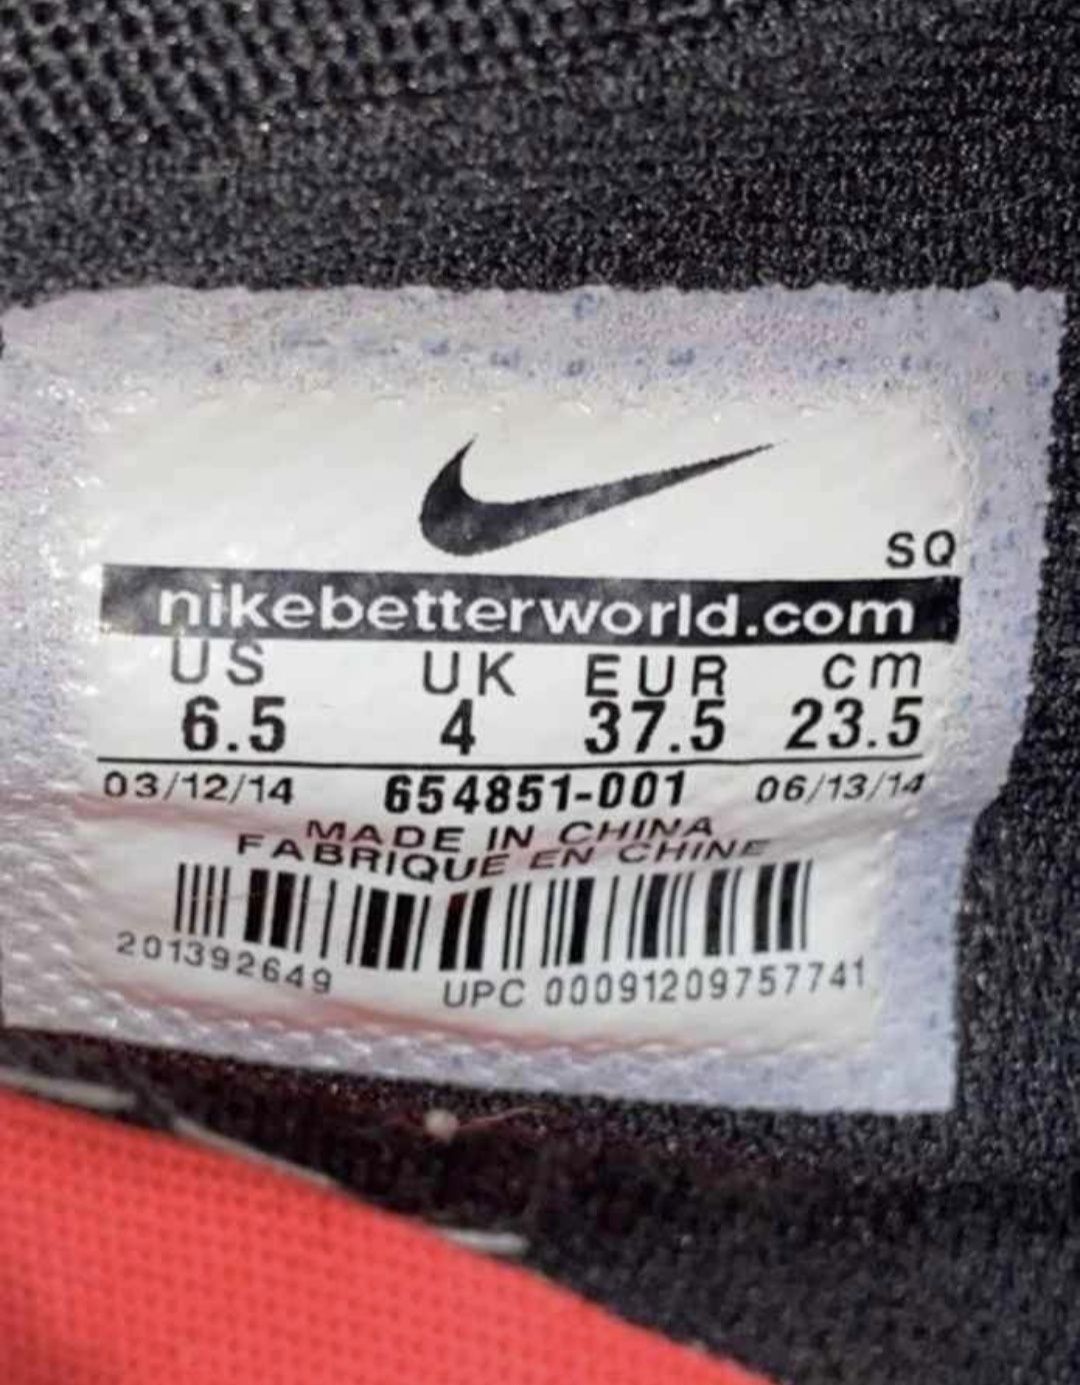 SQ
nikebetterworld.com
US UK EUR cm
6.5 4 37.5 23.5
03/12/14 654851-001 06/13/14
MADE IN CHINA
FABRIQUE EN CHINE
201392649 UPC 00091209757741